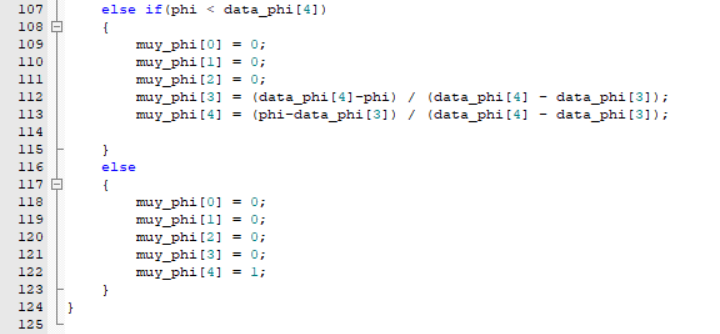 107 else if(phi < data_phi[4])
108 {
109 muy_phi[0] = 0;
110 muy_phi[1] = 0;
111 muy_phi[2] = 0;
112 muy_phi[3] = (data_phi[4]-phi) / (data_phi[4] - data_phi[3]);
113 muy_phi[4] = (phi-data_phi[3]) / (data_phi[4] - data_phi[3]);
114
115 }
116 else
117 {
118 muy_phi[0] = 0;
119 muy_phi[1] = 0;
120 muy_phi[2] = 0;
121 muy_phi[3] = 0;
122 muy_phi[4] = 1;
123 }
124 }
125